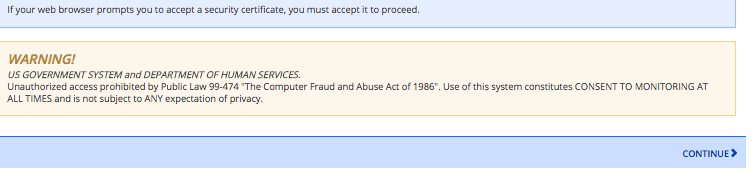 If your web browser prompts you to accept a security certificate, you must accept it to proceed.
WARNING!
US GOVERNMENT SYSTEM and DEPARTMENT OF HUMAN SERVICES.
Unauthorized access prohibited by Public Law 99-474 "The Computer Fraud and Abuse Act of 1986". Use of this system constitutes CONSENT TO MONITORING AT
ALL TIMES and is not subject to ANY expectation of privacy.
CONTINUE